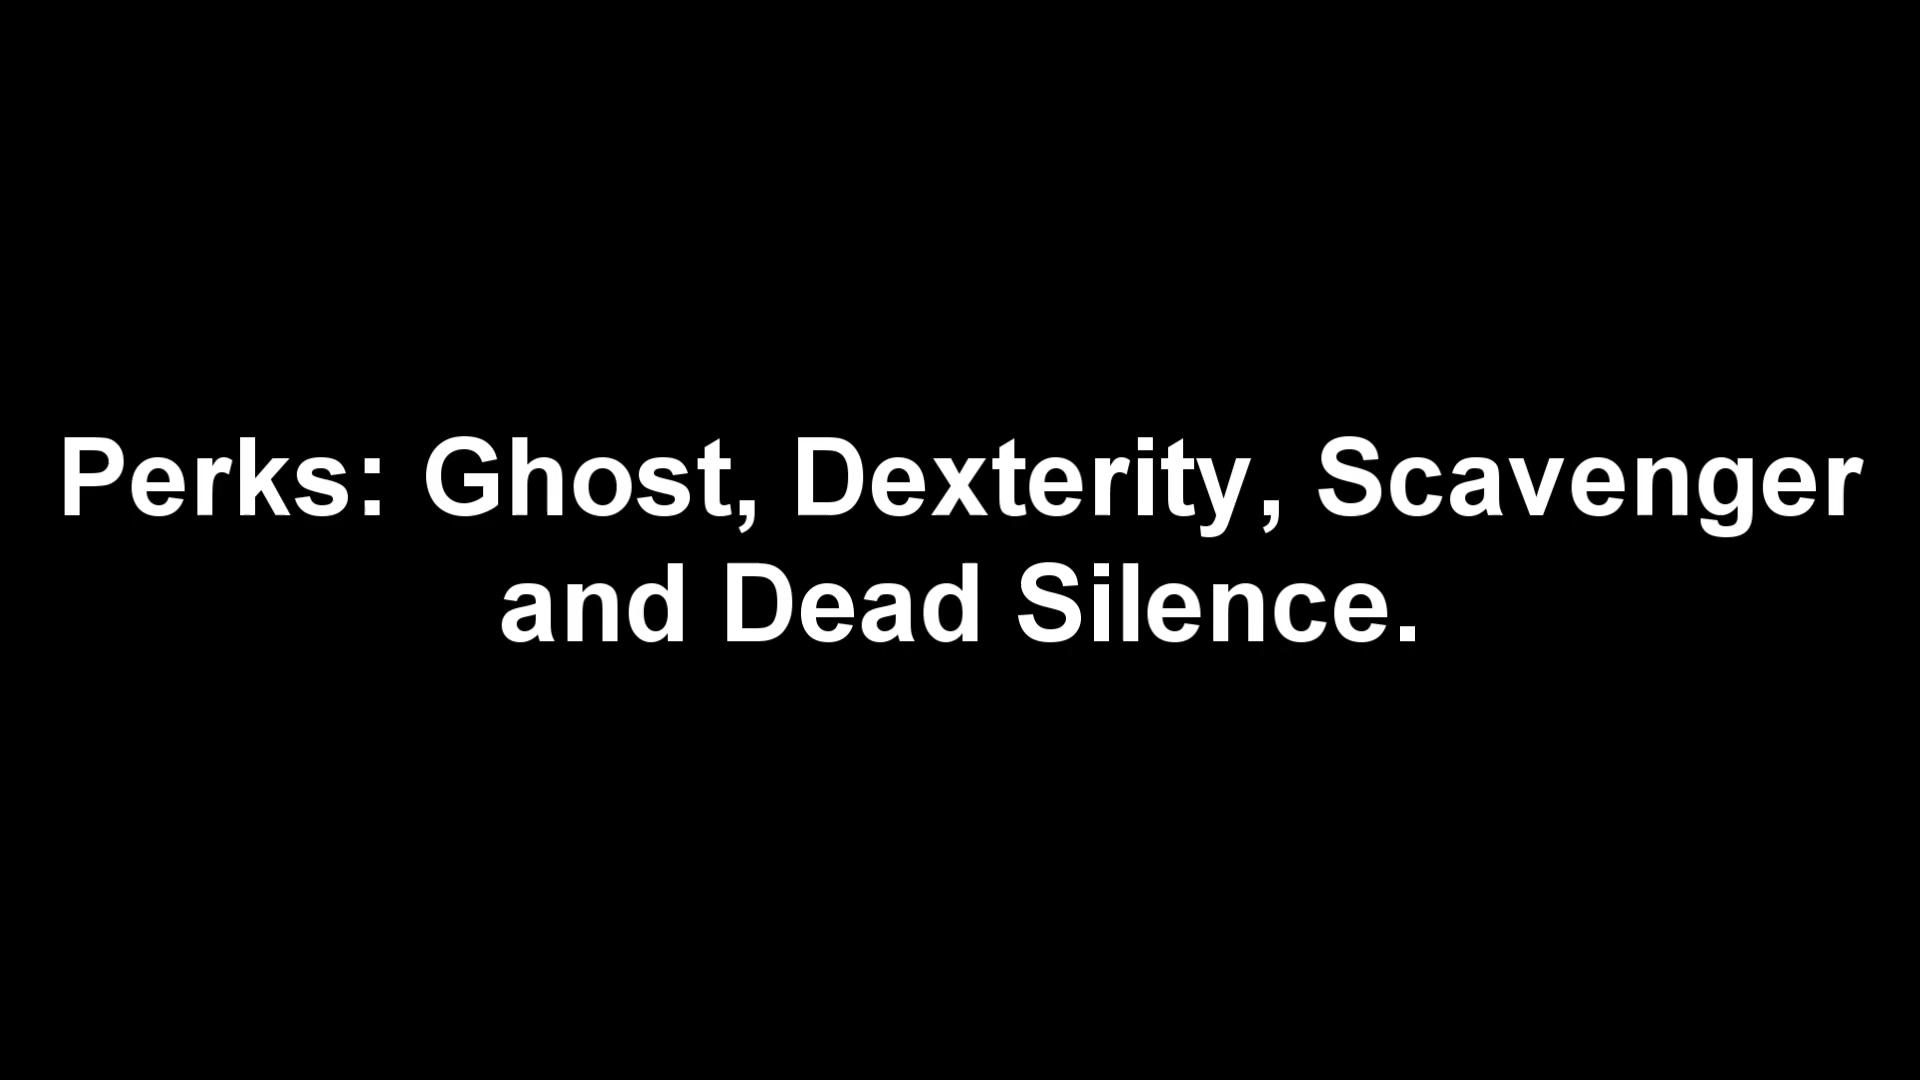 Perks: Ghost, Dexterity, Scavenger
and Dead Silence.